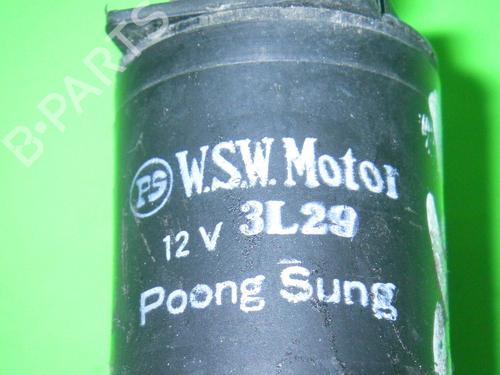 B-PARTS
PS W.S.W. Motor
12 V 3L29
Poong Sung